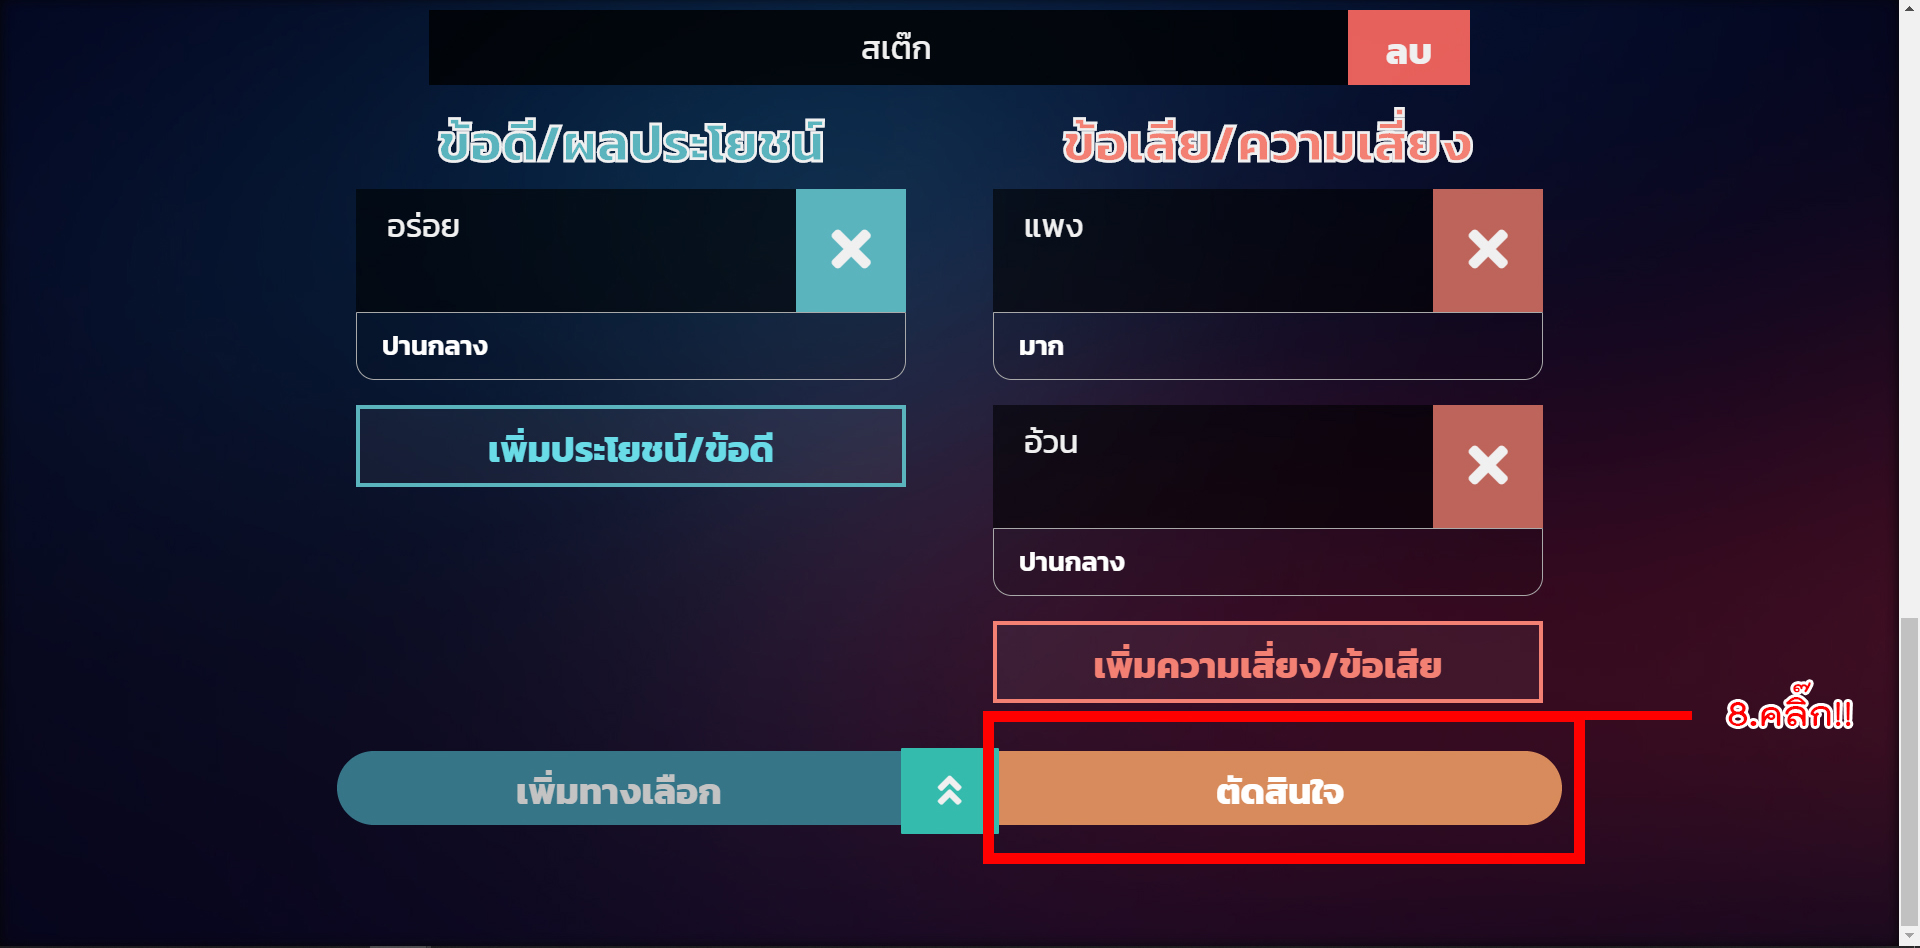 สเต๊ก
ลบ
ข้อดี/ผลประโยชน์
ข้อเสีย/ความเสี่ยง
อร่อย
ปานกลาง
เพิ่มประโยชน์/ข้อดี
แพง
มาก
อ้วน
ปานกลาง
เพิ่มความเสี่ยง/ข้อเสีย
8.คลิ๊ก!!
เพิ่มทางเลือก
ตัดสินใจ